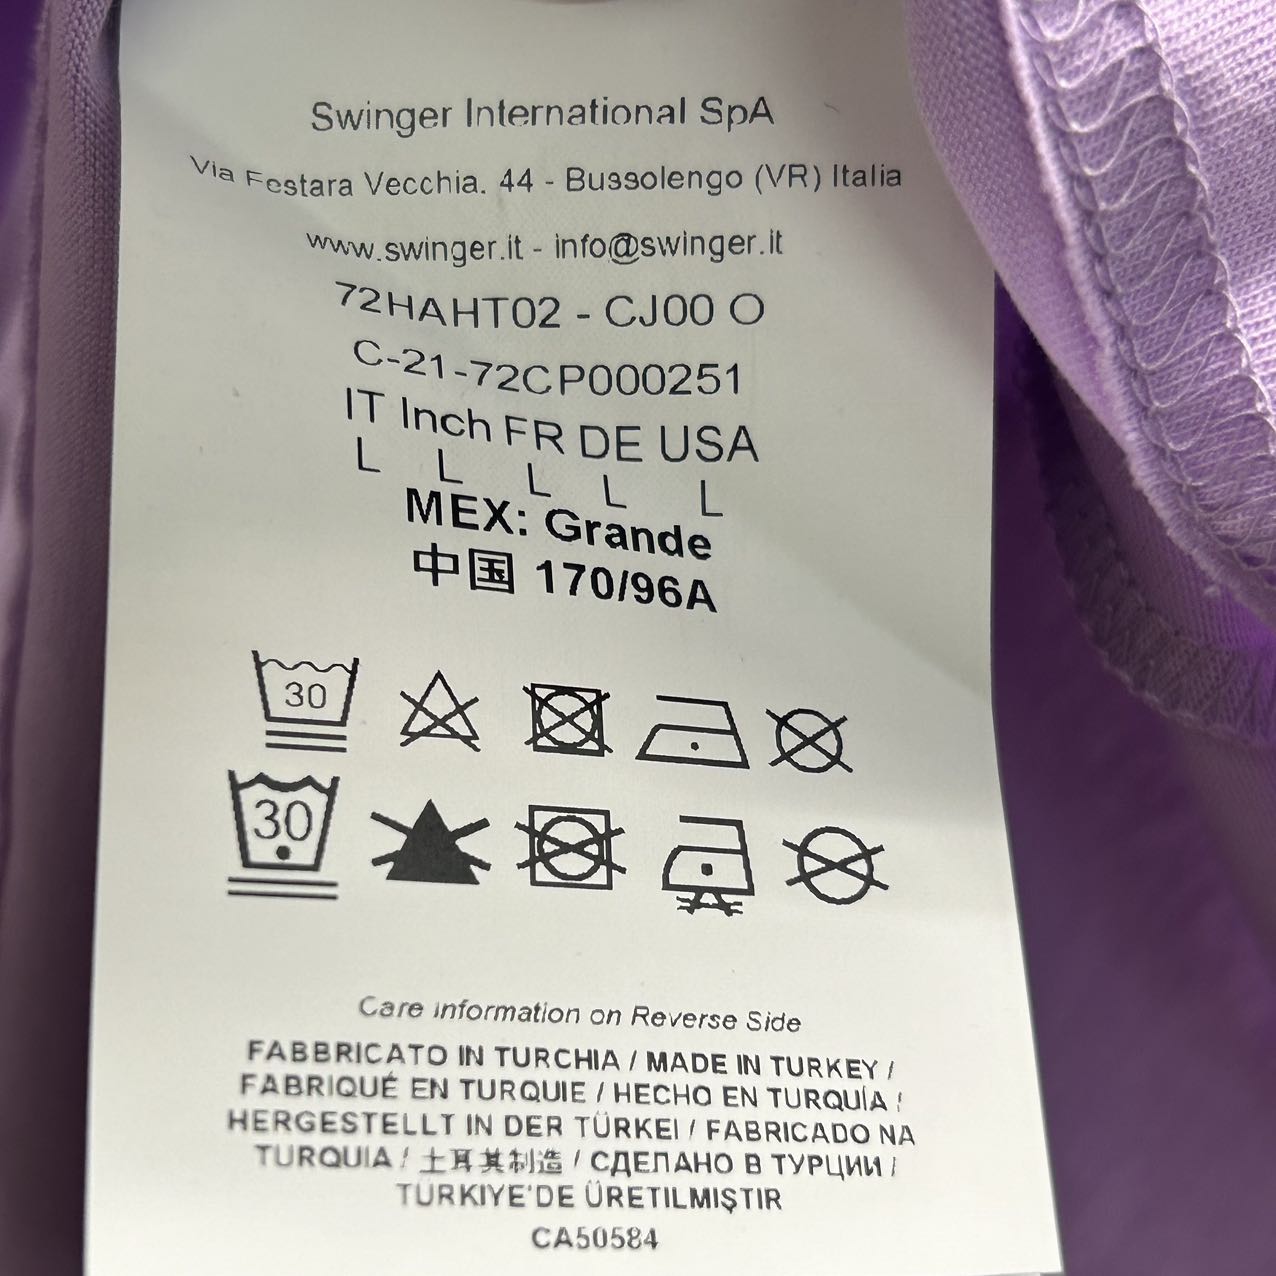 Swinger International SpA
Via Festara Vecchia. 44 - Bussolengo (VR) Italia
www.swinger.it - info@swinger.it
72HAHT02 - CJ00 O
C-21-72CP000251
IT Inch FR DE USA
L L L L L
MEX: Grande
中国 170/96A
30
30
Care information on Reverse Side
FABBRICATO IN TURCHIA / MADE IN TURKEY /
FABRIQUÉ EN TURQUIE / HECHO EN TURQUÍA /
HERGESTELLT IN DER TÜRKEI / FABRICADO NA
TURQUIA / 土耳其制造 / СДЕЛАНО В ТУРЦИИ /
TÜRKIYE'DE ÜRETILMIŞTIR
CA50584